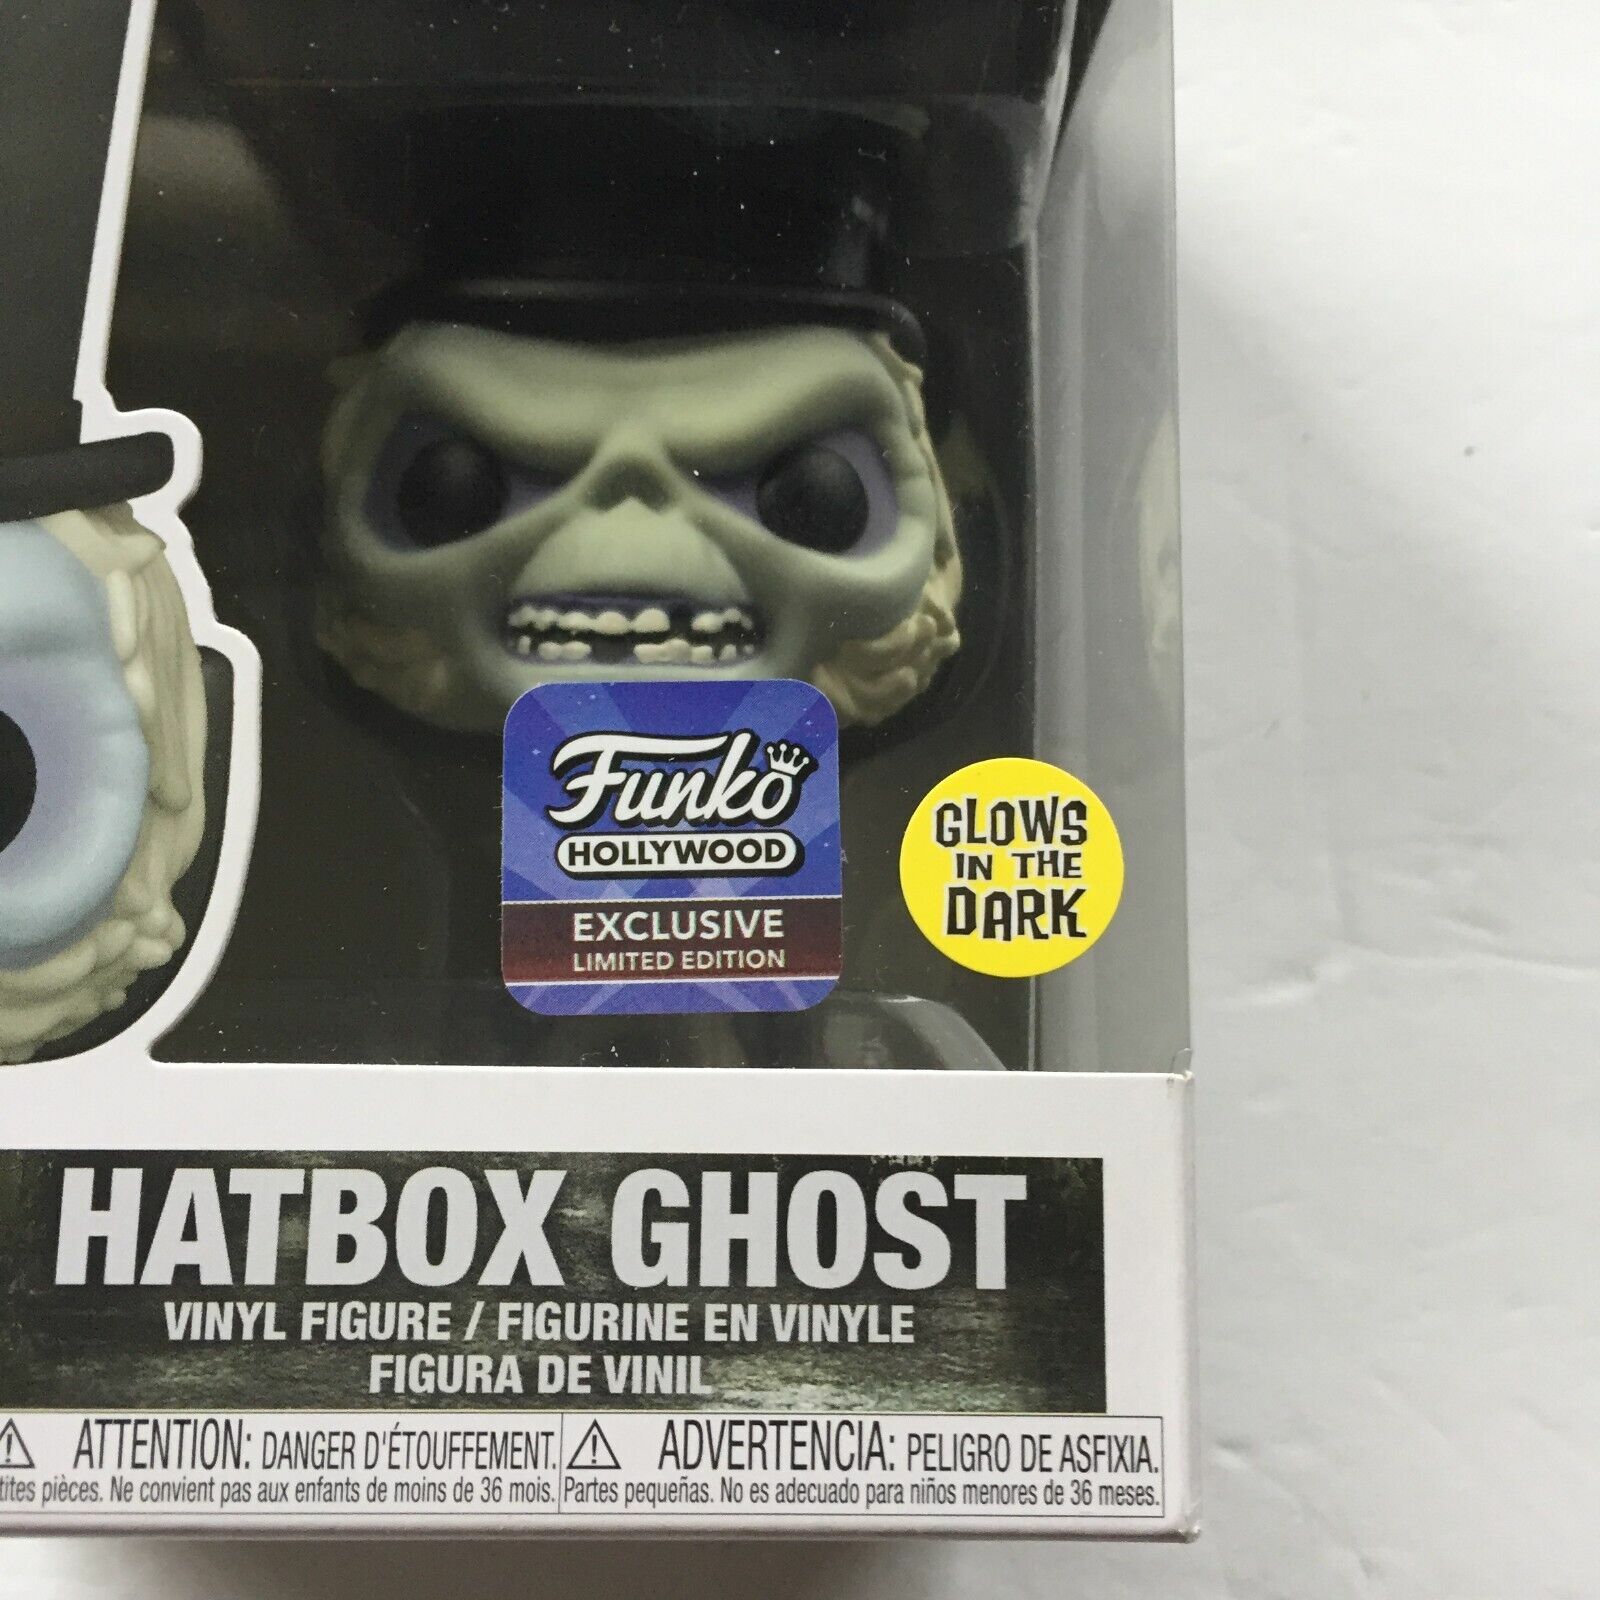 Funko
HOLLYWOOD
EXCLUSIVE
LIMITED EDITION
GLOWS
IN THE
DARK
HATBOX GHOST
VINYL FIGURE / FIGURINE EN VINYLE
FIGURA DE VINIL
ATTENTION: DANGER D'ÉTOUFFEMENT.
tites pièces. Ne convient pas aux enfants de moins de 36 mois.
ADVERTENCIA: PELIGRO DE ASFIXIA.
Partes pequeñas. No es adecuado para niños menores de 36 meses.